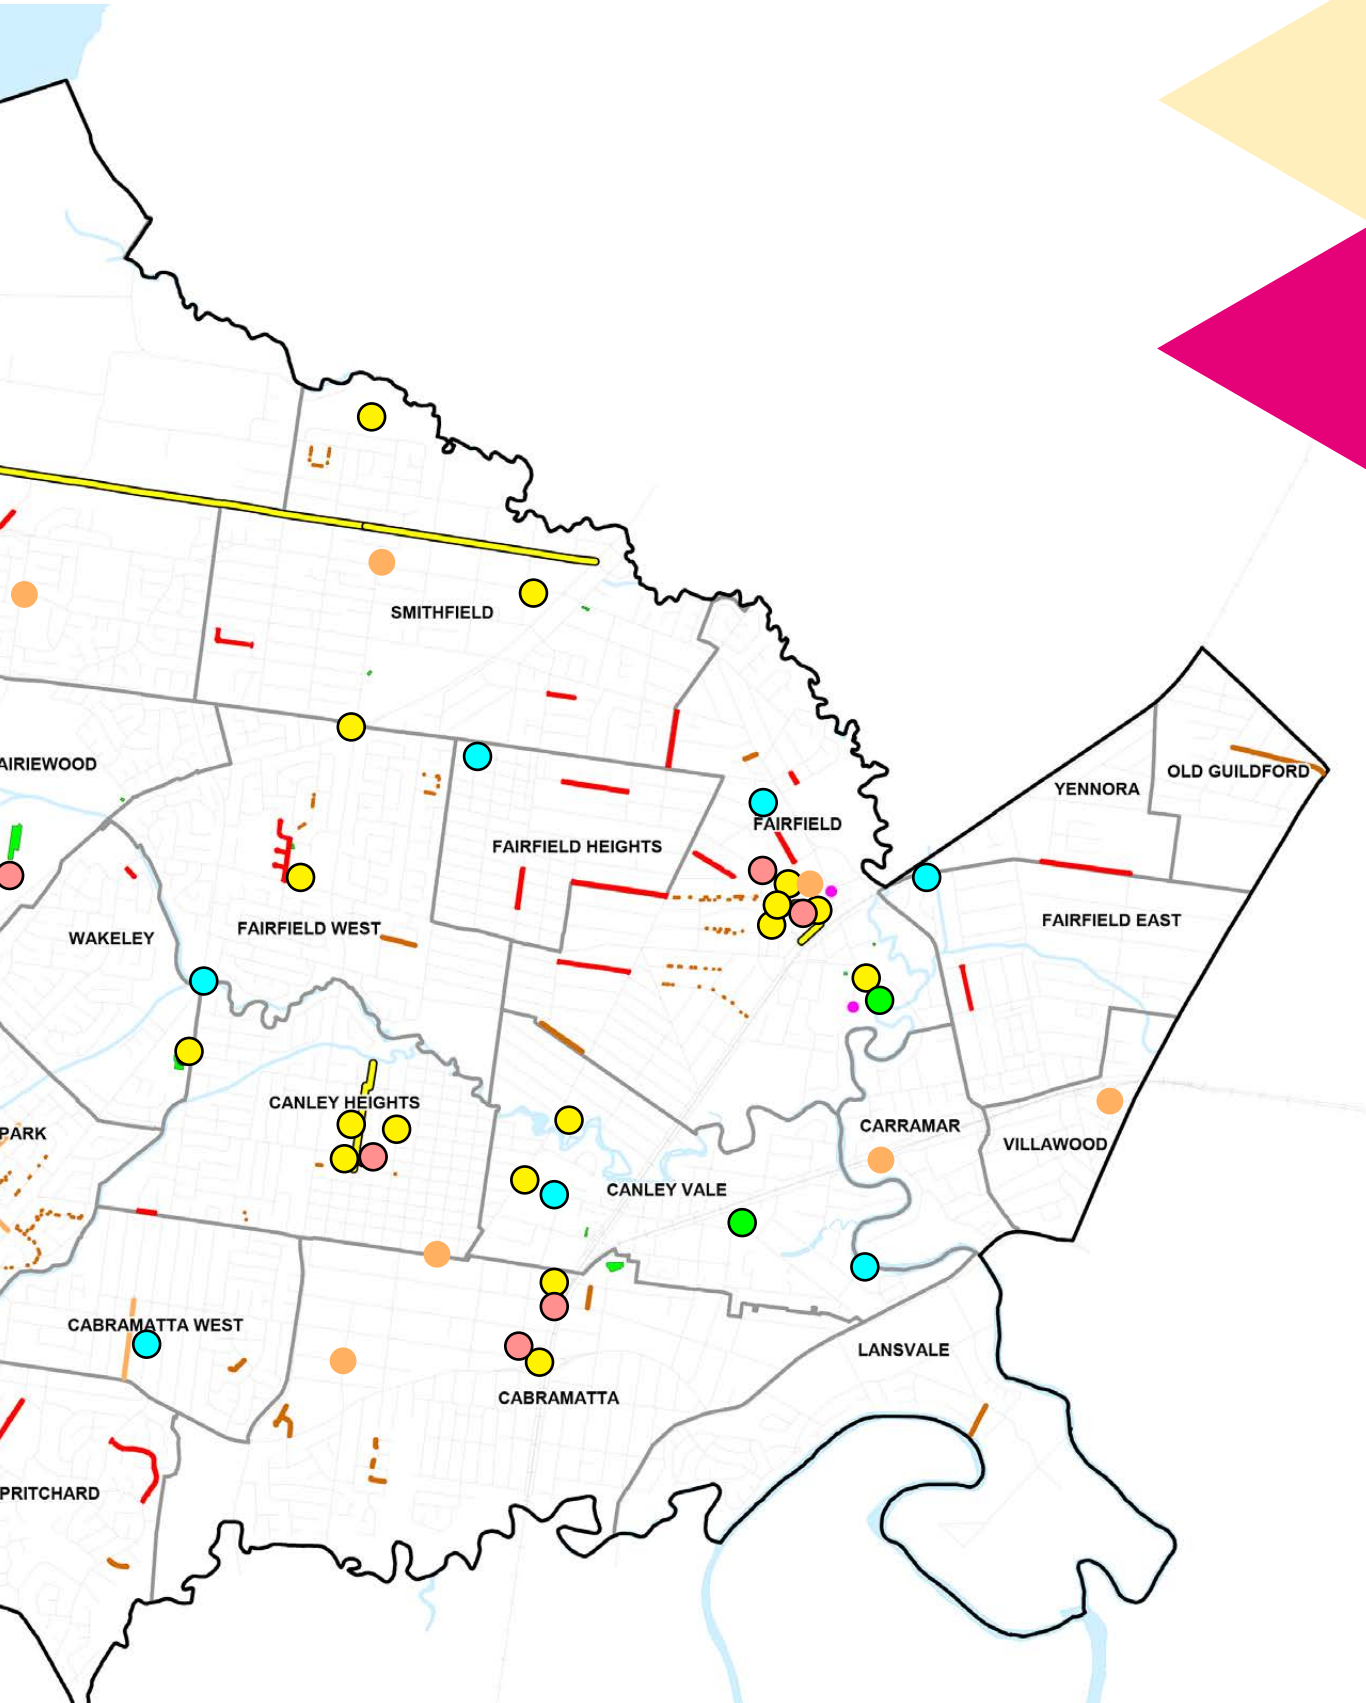 SMITHFIELD
AIRIEWOOD
OLD GUILDFORD
YENNORA
FAIRFIELD
FAIRFIELD HEIGHTS
FAIRFIELD EAST
FAIRFIELD WEST
WAKELEY
CANLEY HEIGHTS
CARRAMAR
PARK
VILLAWOOD
CANLEY VALE
CABRAMATTA WEST
LANSVALE
CABRAMATTA
PRITCHARD